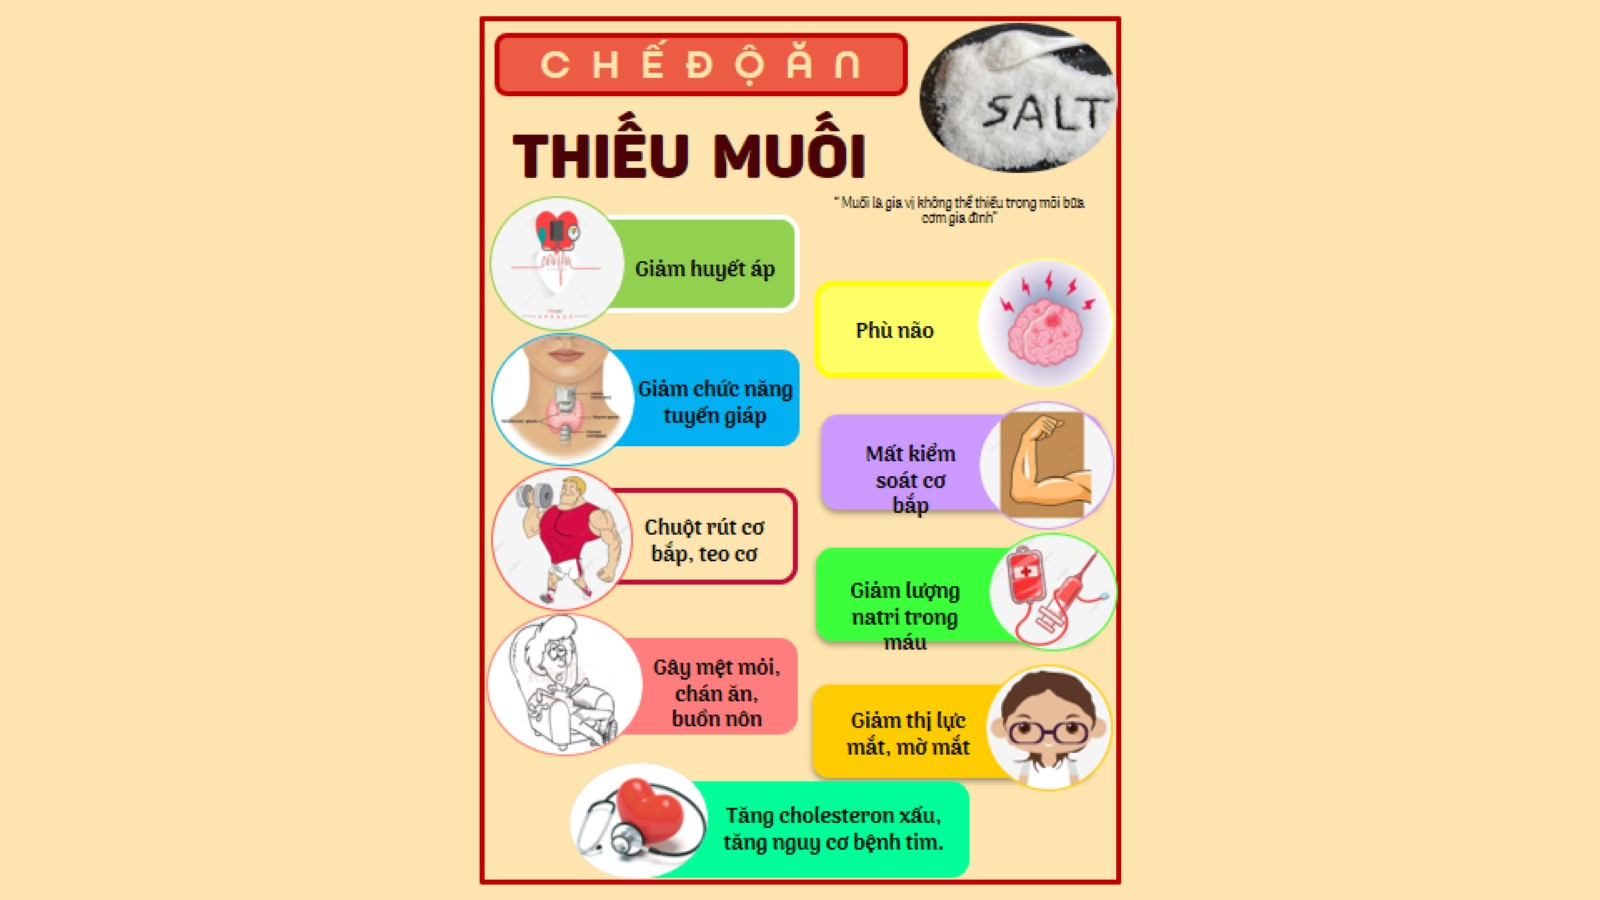 CHẾ ĐỘ ĂN
SALT
THIẾU MUỐI
“ Muối là gia vị không thể thiếu trong mỗi bữa
cơm gia đình”
Giảm huyết áp
Phù não
Giảm chức năng
tuyến giáp
Mất kiểm
soát cơ
bắp
Chuột rút cơ
bắp, teo cơ
Giảm lượng
natri trong
máu
Gây mệt mỏi,
chán ăn,
buồn nôn
Giảm thị lực
mắt, mờ mắt
Tăng cholesteron xấu,
tăng nguy cơ bệnh tim.